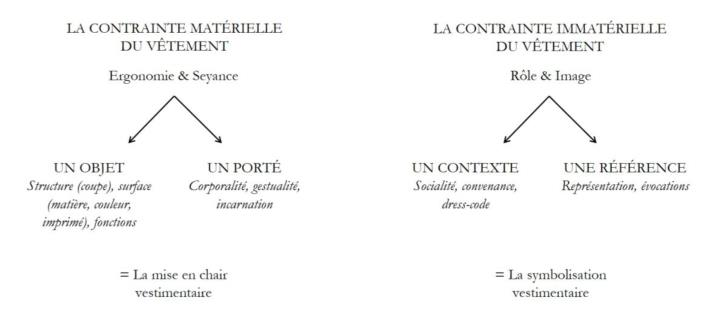 LA CONTRAINTE MATÉRIELLE
DU VÊTEMENT
Ergonomie & Seyance
UN OBJET
Structure (coupe), surface
(matière, couleur,
imprimé), fonctions
UN PORTÉ
Corporalité, gestualité,
incarnation
= La mise en chair
vestimentaire
LA CONTRAINTE IMMATÉRIELLE
DU VÊTEMENT
Rôle & Image
UN CONTEXTE
Socialité, convenance,
dress-code
UNE RÉFÉRENCE
Représentation, évocations
= La symbolisation
vestimentaire